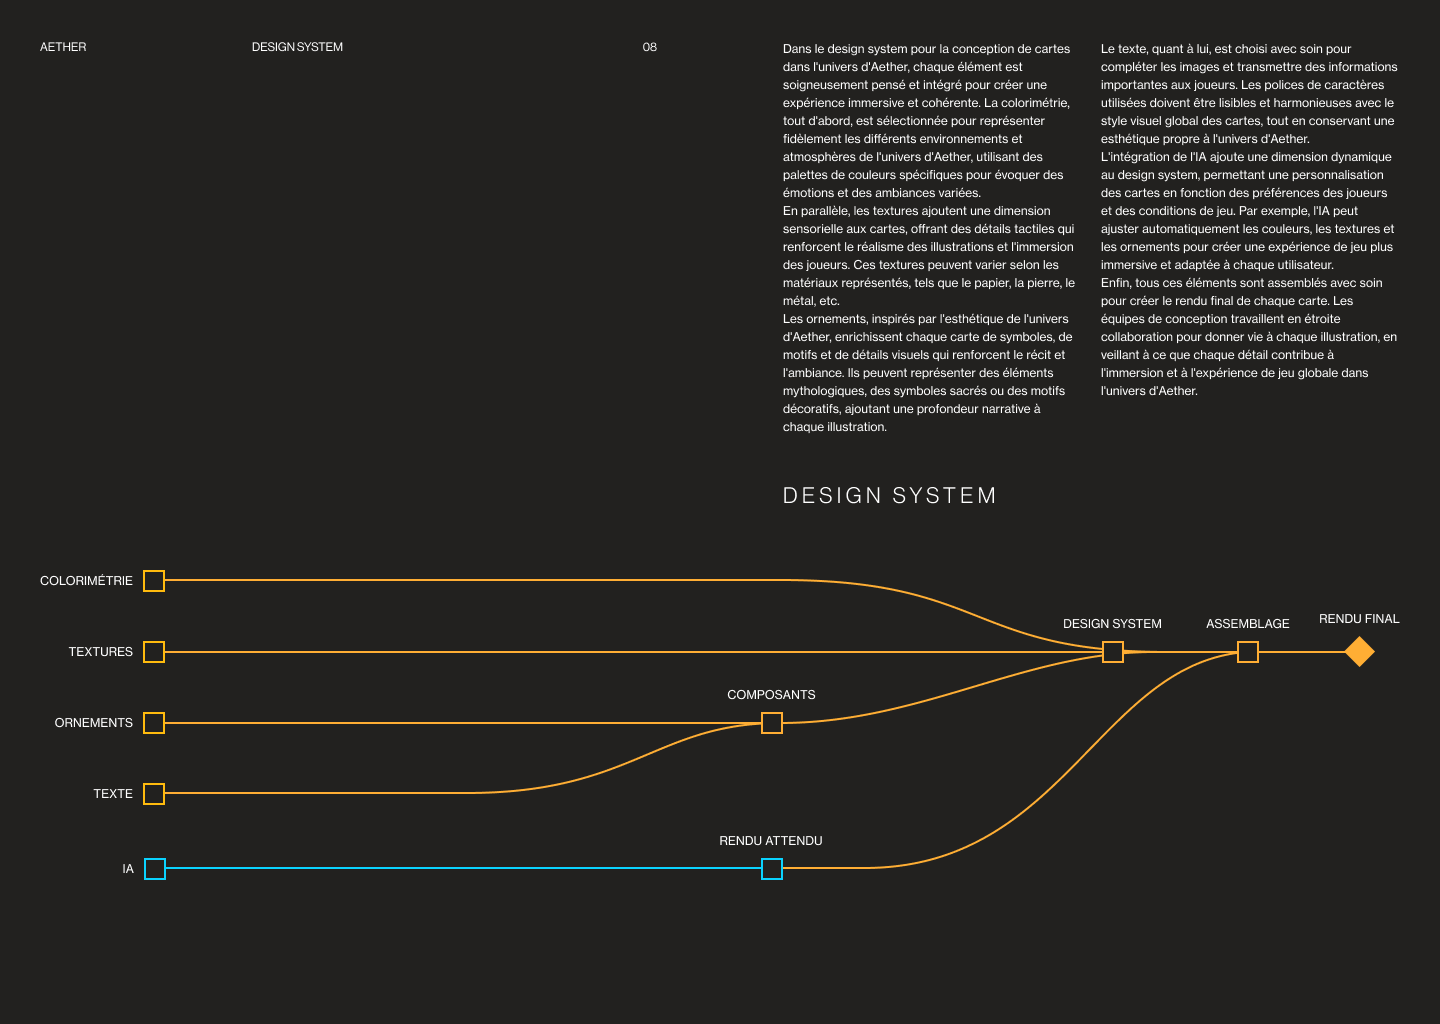 AETHER
DESIGN SYSTEM
08
Dans le design system pour la conception de cartes
dans l'univers d'Aether, chaque élément est
soigneusement pensé et intégré pour créer une
expérience immersive et cohérente. La colorimétrie,
tout d'abord, est sélectionnée pour représenter
fidèlement les différents environnements et
atmosphères de l'univers d'Aether, utilisant des
palettes de couleurs spécifiques pour évoquer des
émotions et des ambiances variées.
En parallèle, les textures ajoutent une dimension
sensorielle aux cartes, offrant des détails tactiles qui
renforcent le réalisme des illustrations et l'immersion
des joueurs. Ces textures peuvent varier selon les
matériaux représentés, tels que le papier, la pierre, le
métal, etc.
Les ornements, inspirés par l'esthétique de l'univers
d'Aether, enrichissent chaque carte de symboles, de
motifs et de détails visuels qui renforcent le récit et
l'ambiance. Ils peuvent représenter des éléments
mythologiques, des symboles sacrés ou des motifs
décoratifs, ajoutant une profondeur narrative à
chaque illustration.
Le texte, quant à lui, est choisi avec soin pour
compléter les images et transmettre des informations
importantes aux joueurs. Les polices de caractères
utilisées doivent être lisibles et harmonieuses avec le
style visuel global des cartes, tout en conservant une
esthétique propre à l'univers d'Aether.
L'intégration de l'IA ajoute une dimension dynamique
au design system, permettant une personnalisation
des cartes en fonction des préférences des joueurs
et des conditions de jeu. Par exemple, l'IA peut
ajuster automatiquement les couleurs, les textures et
les ornements pour créer une expérience de jeu plus
immersive et adaptée à chaque utilisateur.
Enfin, tous ces éléments sont assemblés avec soin
pour créer le rendu final de chaque carte. Les
équipes de conception travaillent en étroite
collaboration pour donner vie à chaque illustration, en
veillant à ce que chaque détail contribue à
l'immersion et à l'expérience de jeu globale dans
l'univers d'Aether.
DESIGN SYSTEM
COLORIMÉTRIE
TEXTURES
ORNEMENTS
TEXTE
IA
COMPOSANTS
RENDU ATTENDU
DESIGN SYSTEM
ASSEMBLAGE
RENDU FINAL